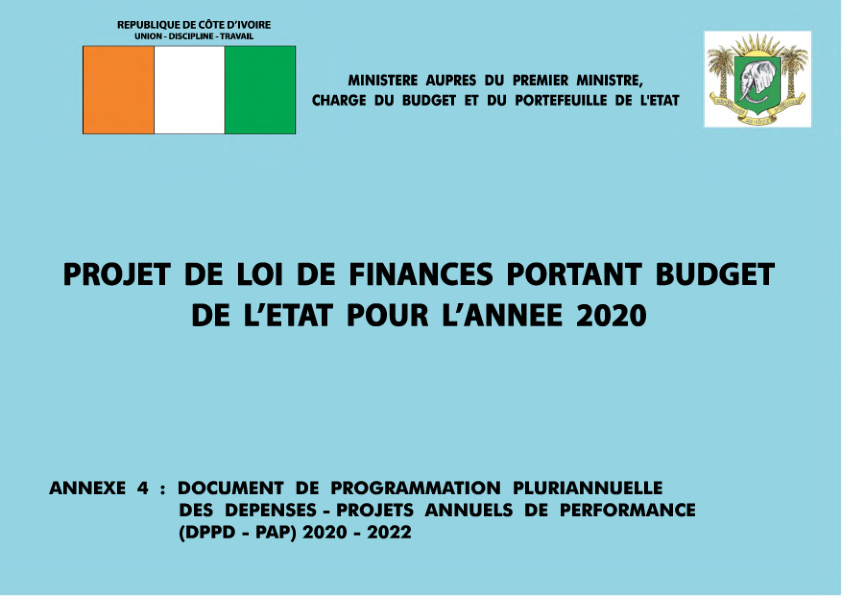 REPUBLIQUE DE CÔTE D'IVOIRE
UNION - DISCIPLINE - TRAVAIL
MINISTERE AUPRES DU PREMIER MINISTRE,
CHARGE DU BUDGET ET DU PORTEFEUILLE DE L'ETAT
PROJET DE LOI DE FINANCES PORTANT BUDGET
DE L'ETAT POUR L'ANNEE 2020
ANNEXE 4 : DOCUMENT DE PROGRAMMATION PLURIANNUELLE
DES DEPENSES - PROJETS ANNUELS DE PERFORMANCE
(DPPD - PAP) 2020 - 2022